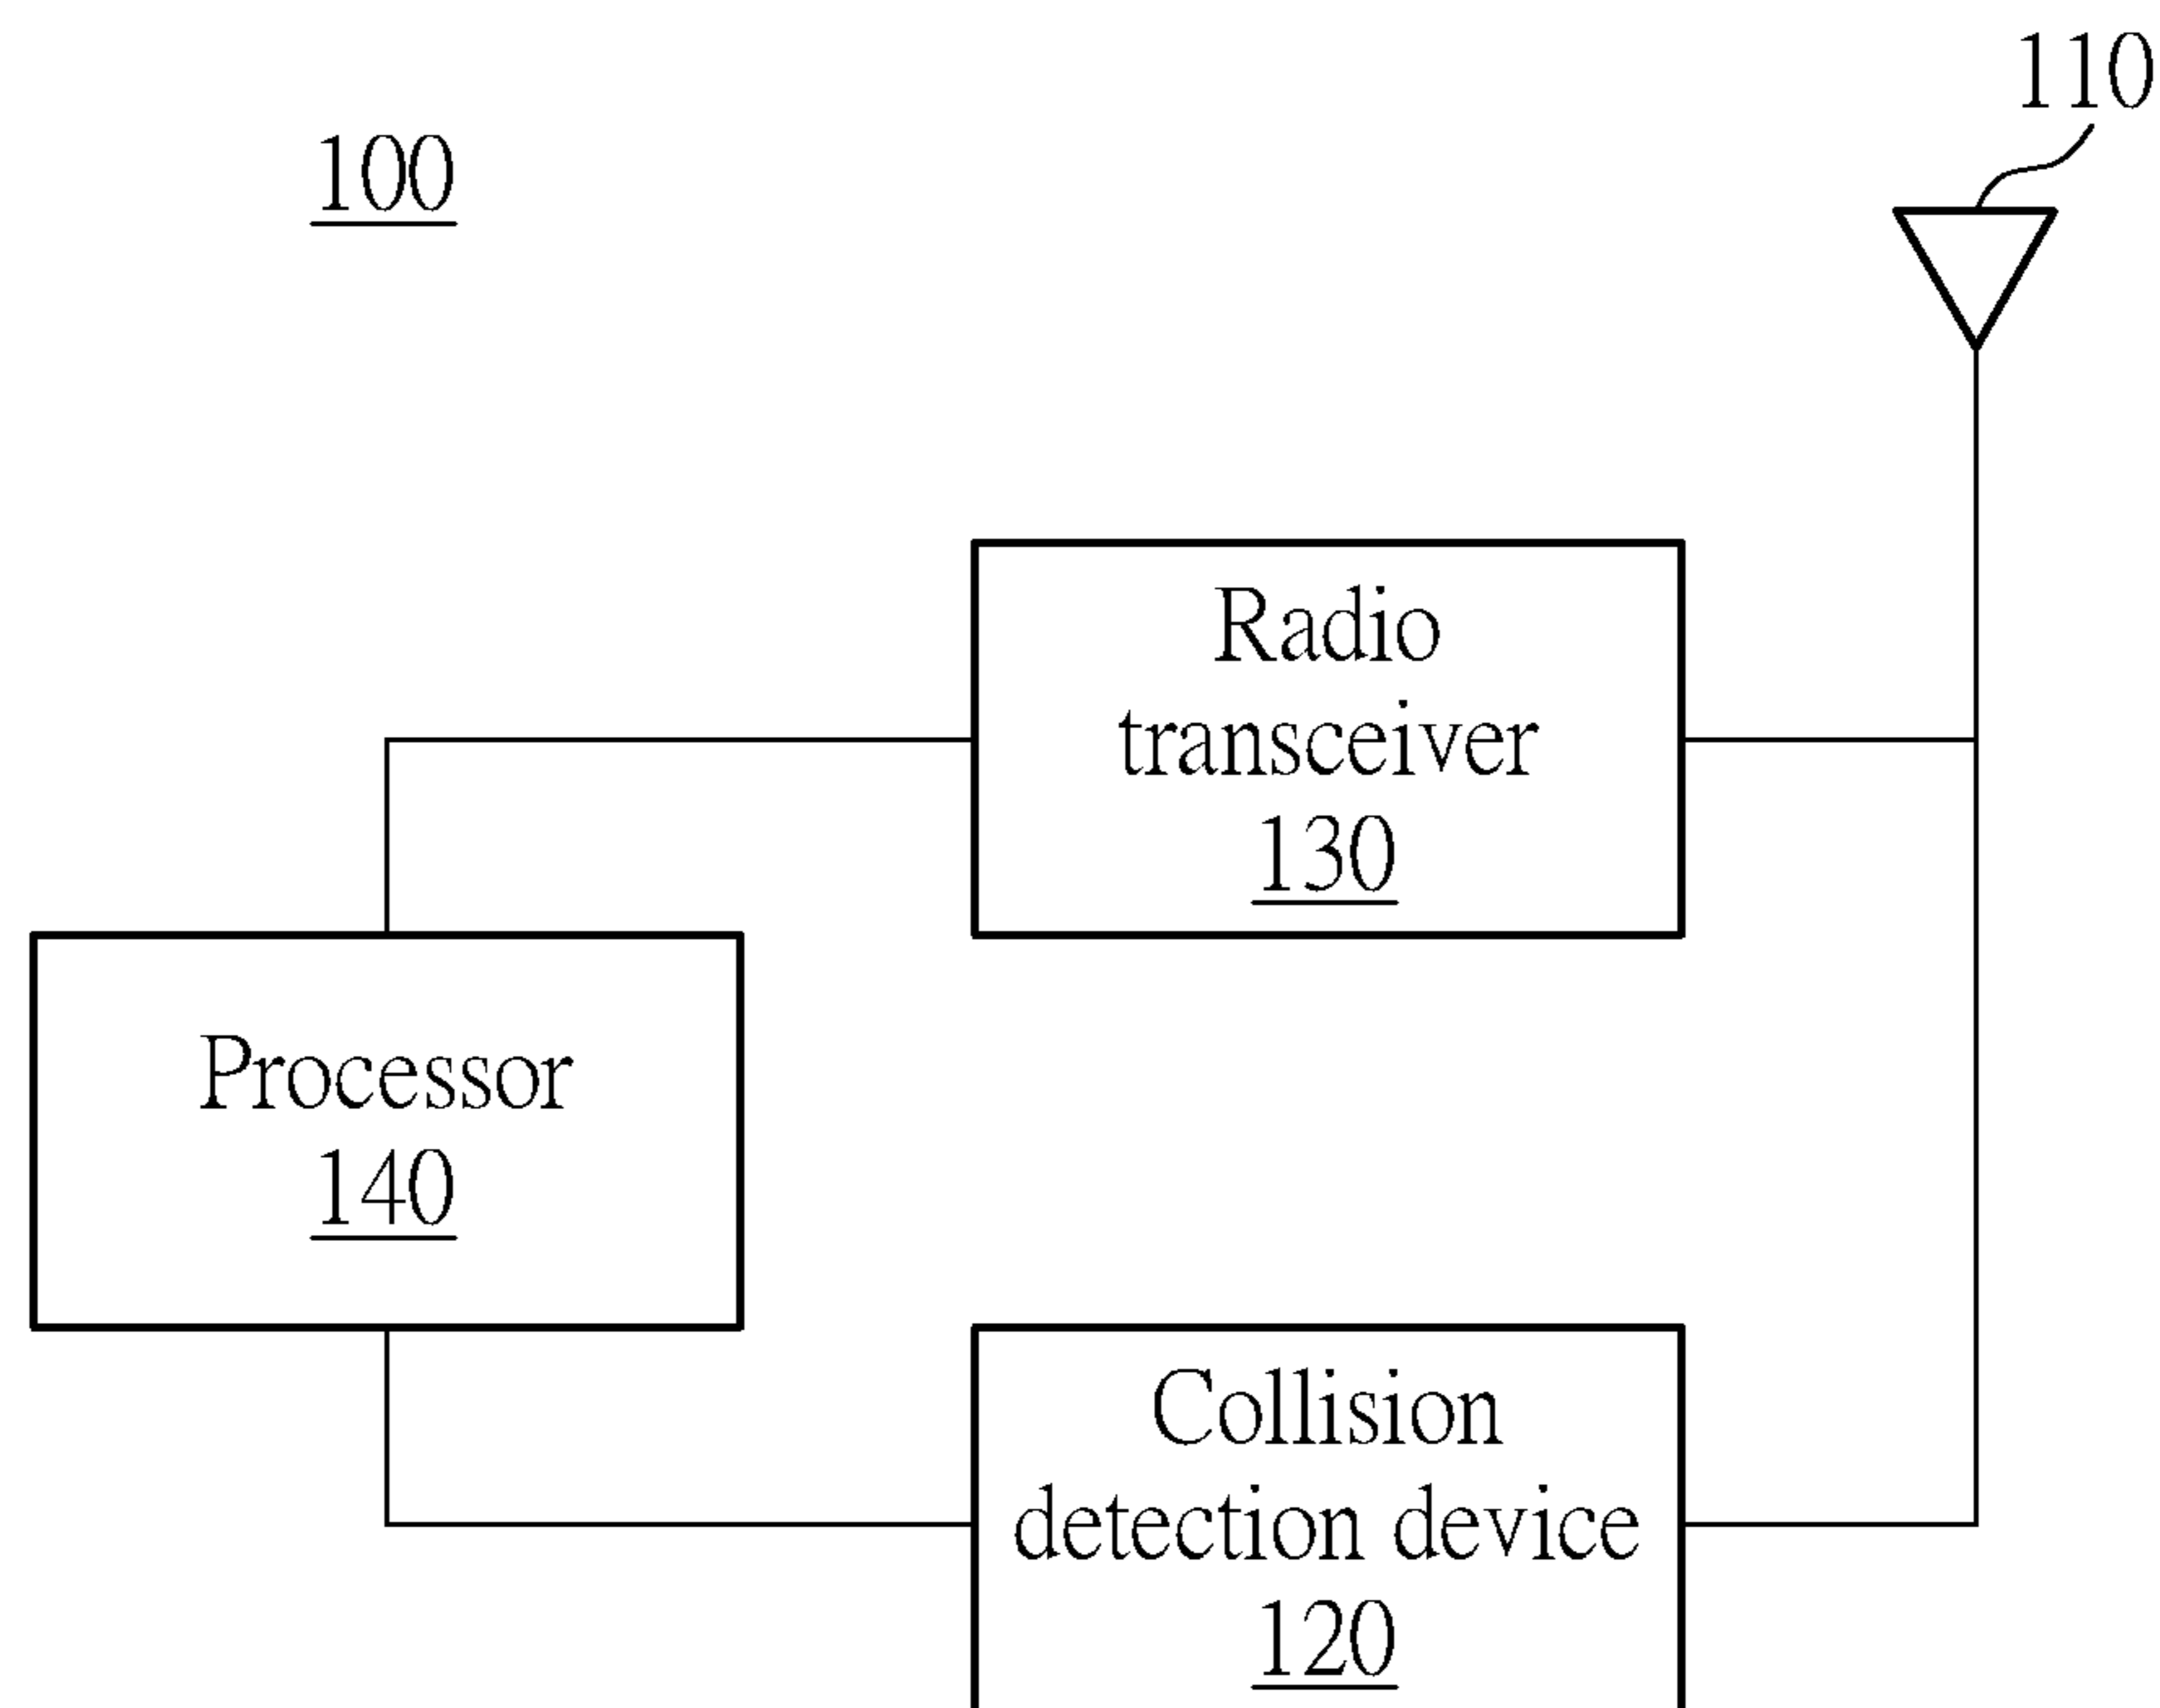 110
100
Radio
transceiver
130
Processor
140
Collision
detection device
120